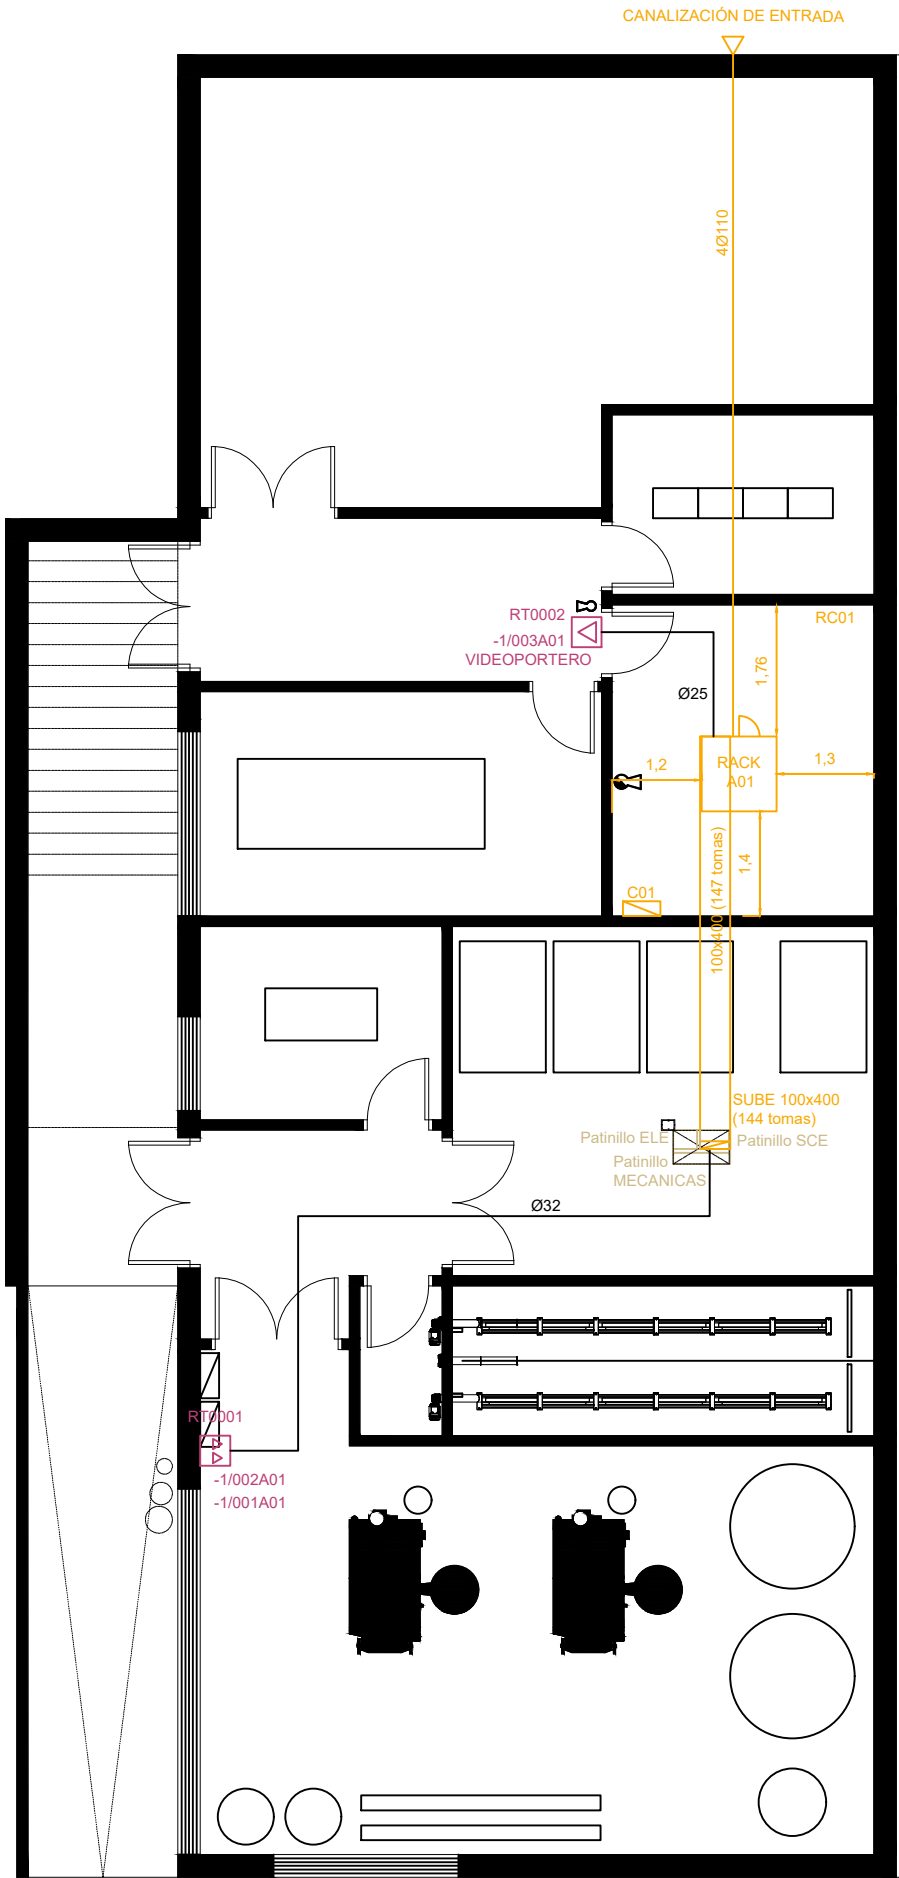 CANALIZACIÓN DE ENTRADA
4Ø110
RT0002
-1/003A01
VIDEOPORTERO
RC01
1,76
Ø25
RACK
A01
1,2
1,3
1,4
100x400 (147 tomas)
C01
SUBE 100x400
(144 tomas)
Patinillo ELE
Patinillo SCE
Patinillo
MECANICAS
Ø32
RT0001
-1/002A01
-1/001A01